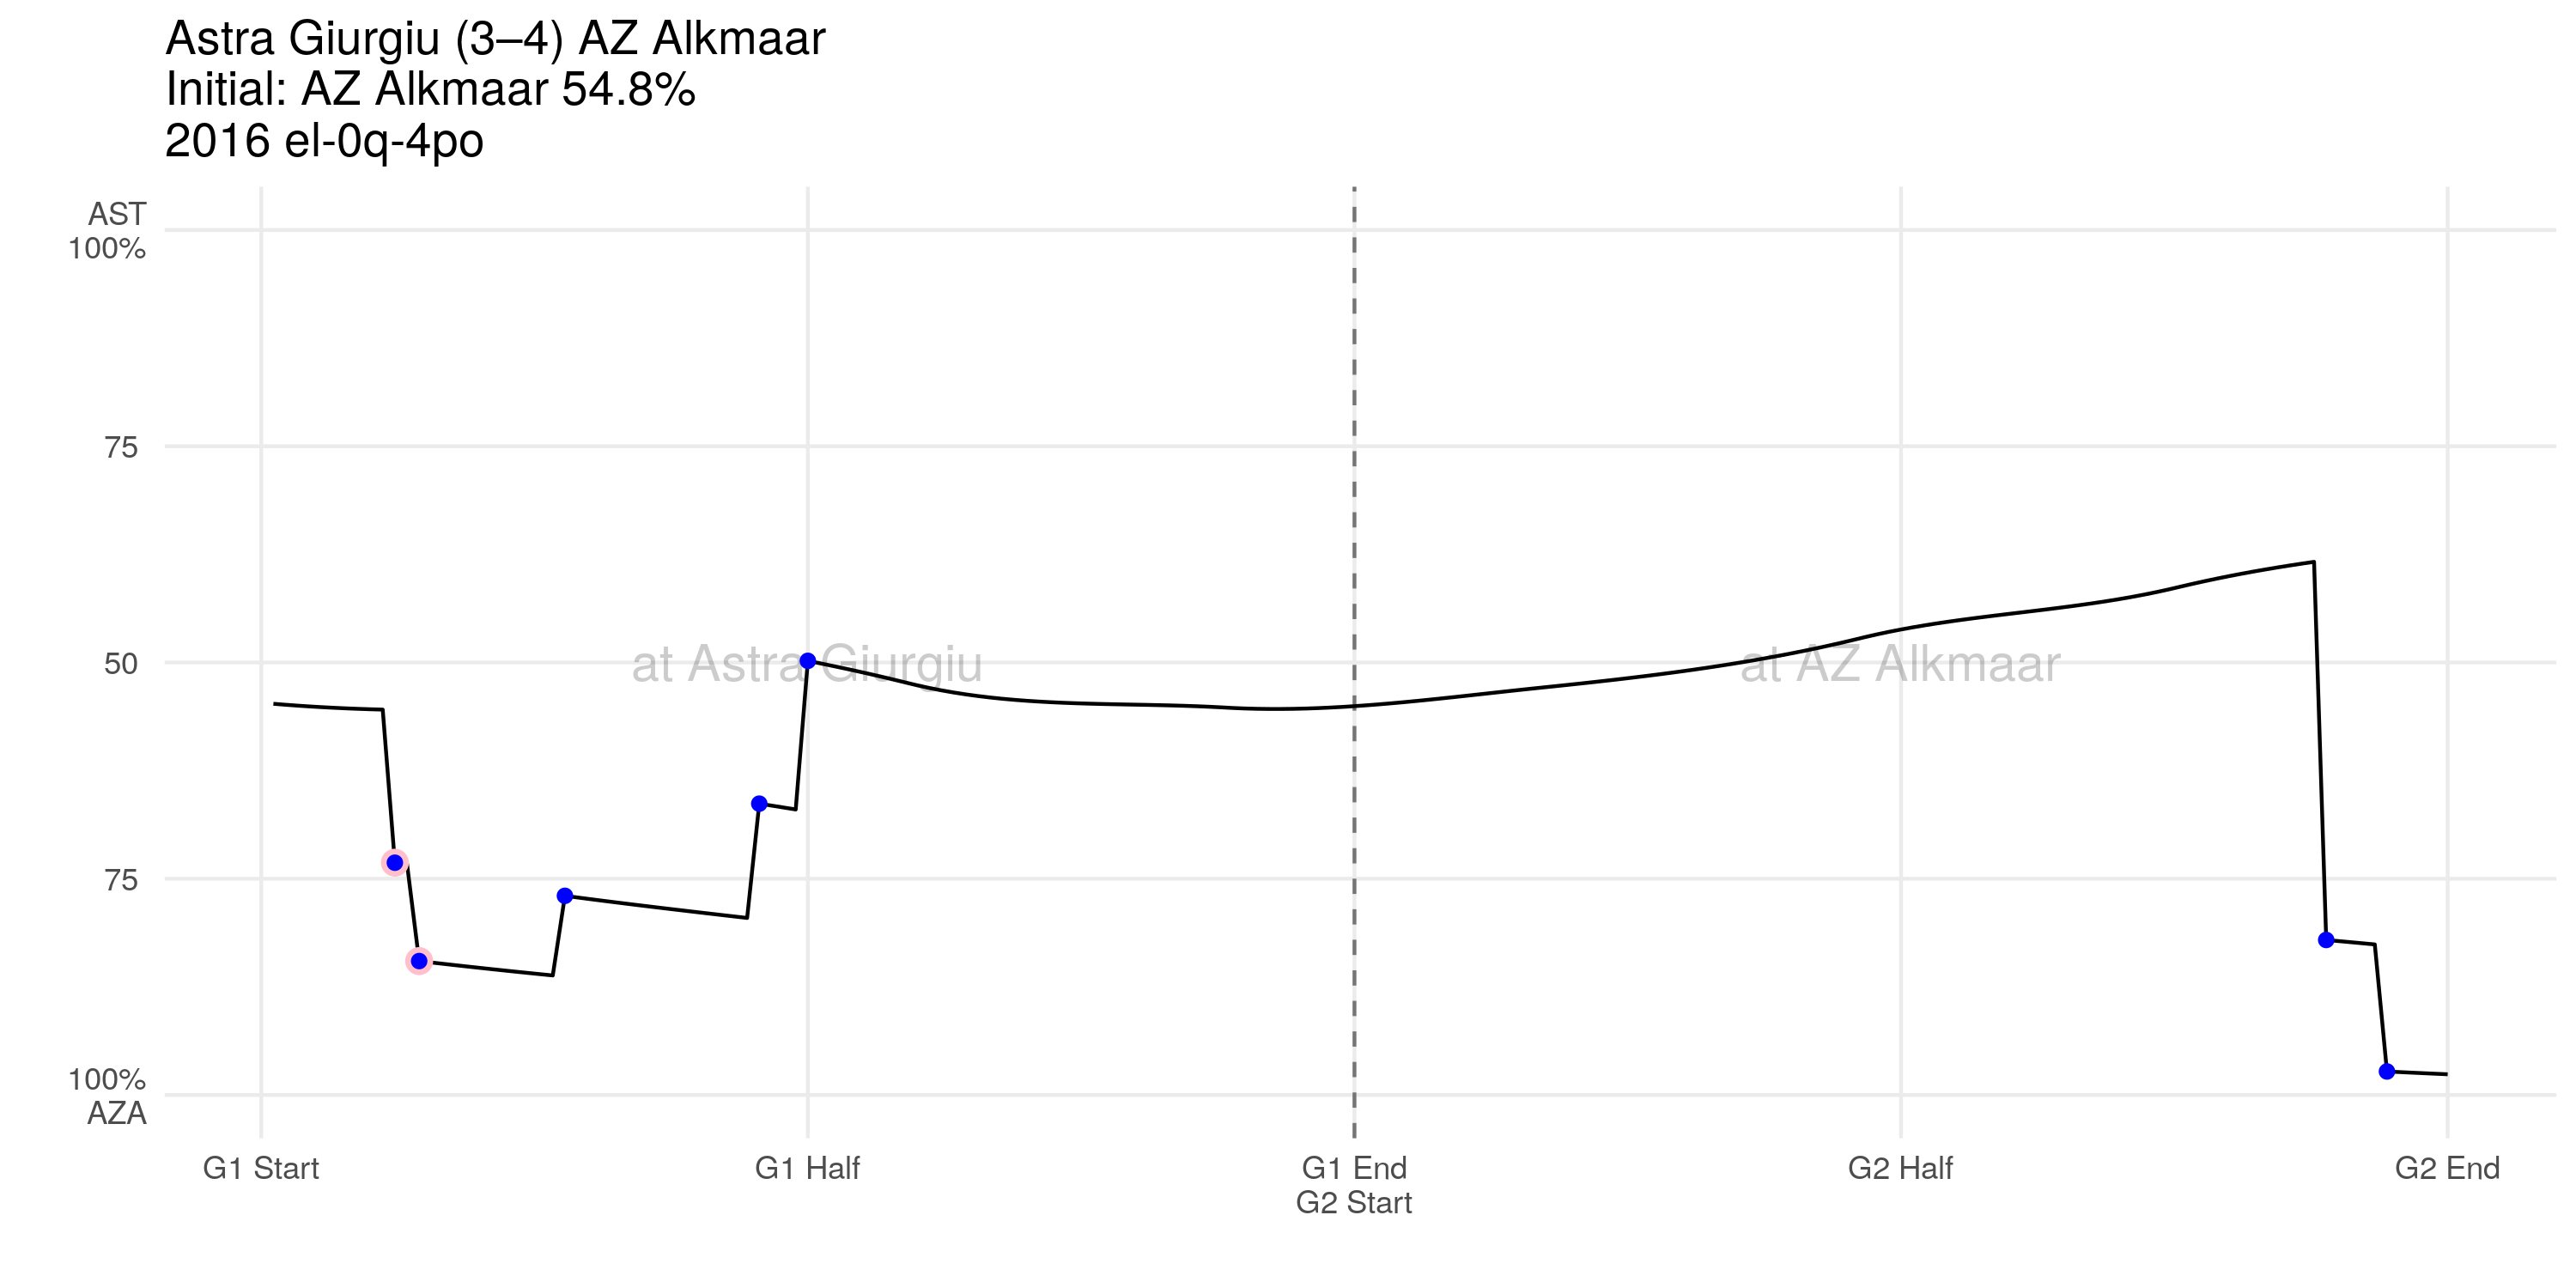 Astra Giurgiu (3–4) AZ Alkmaar
Initial: AZ Alkmaar 54.8%
2016 el-0q-4po
AST
100%
75
50
75
100%
AZA
at Astra Giurgiu
at AZ Alkmaar
G1 Start
G1 Half
G1 End
G2 Start
G2 Half
G2 End